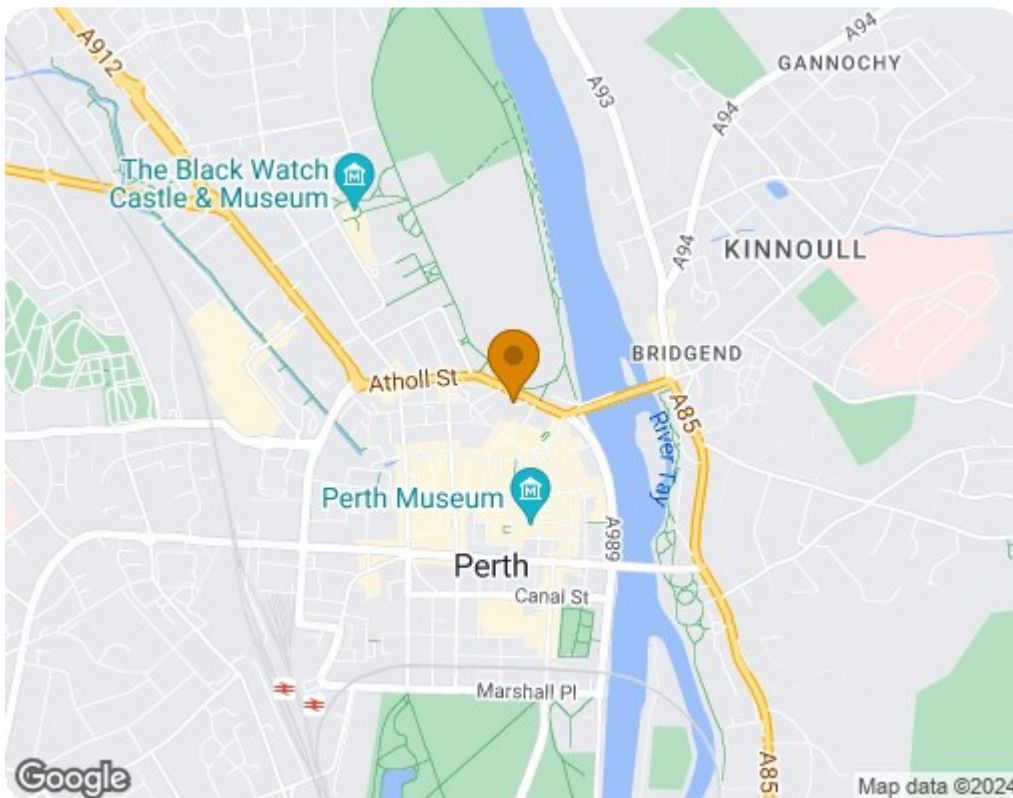 A912
A94
GANNOCHY
A93
A94
The Black Watch
Castle & Museum
A94
KINNOULL
BRIDGEND
Atholl St
A85
River Tay
Perth Museum
A989
Perth
Canal St
Marshall Pl
A85
Google
Map data ©2024